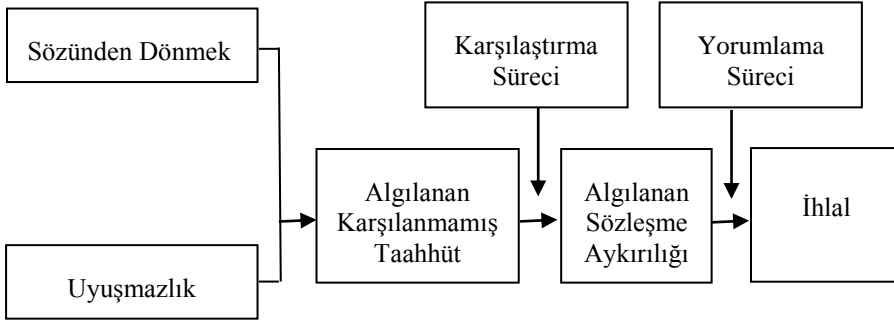 Sözünden Dönmek
Karşılaştırma
Süreci
Yorumlama
Süreci
Algılanan
Karşılanmamış
Taahhüt
Algılanan
Sözleşme
Aykırılığı
İhlal
Uyuşmazlık